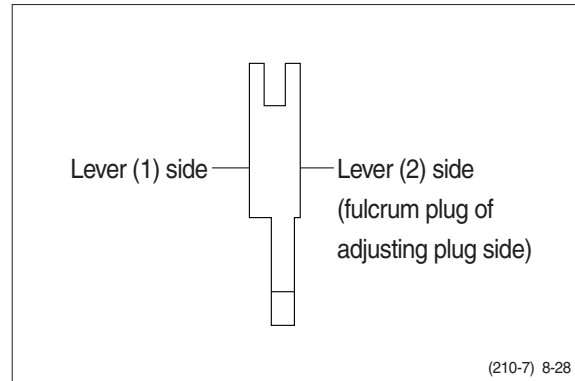 Lever (1) side
Lever (2) side
(fulcrum plug of
adjusting plug side)
(210-7) 8-28